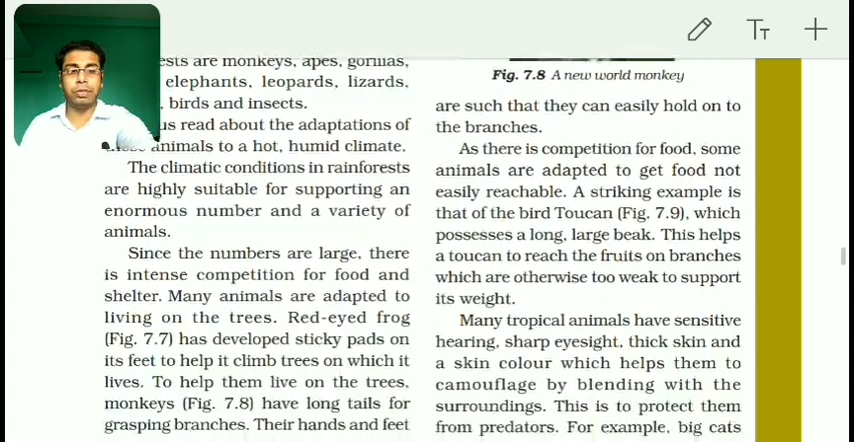 ests are monkeys, apes, gorillas,
elephants, leopards, lizards,
birds and insects.
us read about the adaptations of
these animals to a hot, humid climate.
The climatic conditions in rainforests
are highly suitable for supporting an
enormous number and a variety of
animals.
Since the numbers are large, there
is intense competition for food and
shelter. Many animals are adapted to
living on the trees. Red-eyed frog
(Fig. 7.7) has developed sticky pads on
its feet to help it climb trees on which it
lives. To help them live on the trees,
monkeys (Fig. 7.8) have long tails for
grasping branches. Their hands and feet
Fig. 7.8 A new world monkey
are such that they can easily hold on to
the branches.
As there is competition for food, some
animals are adapted to get food not
easily reachable. A striking example is
that of the bird Toucan (Fig. 7.9), which
possesses a long, large beak. This helps
a toucan to reach the fruits on branches
which are otherwise too weak to support
its weight.
Many tropical animals have sensitive
hearing, sharp eyesight, thick skin and
a skin colour which helps them to
camouflage by blending with the
surroundings. This is to protect them
from predators. For example, big cats